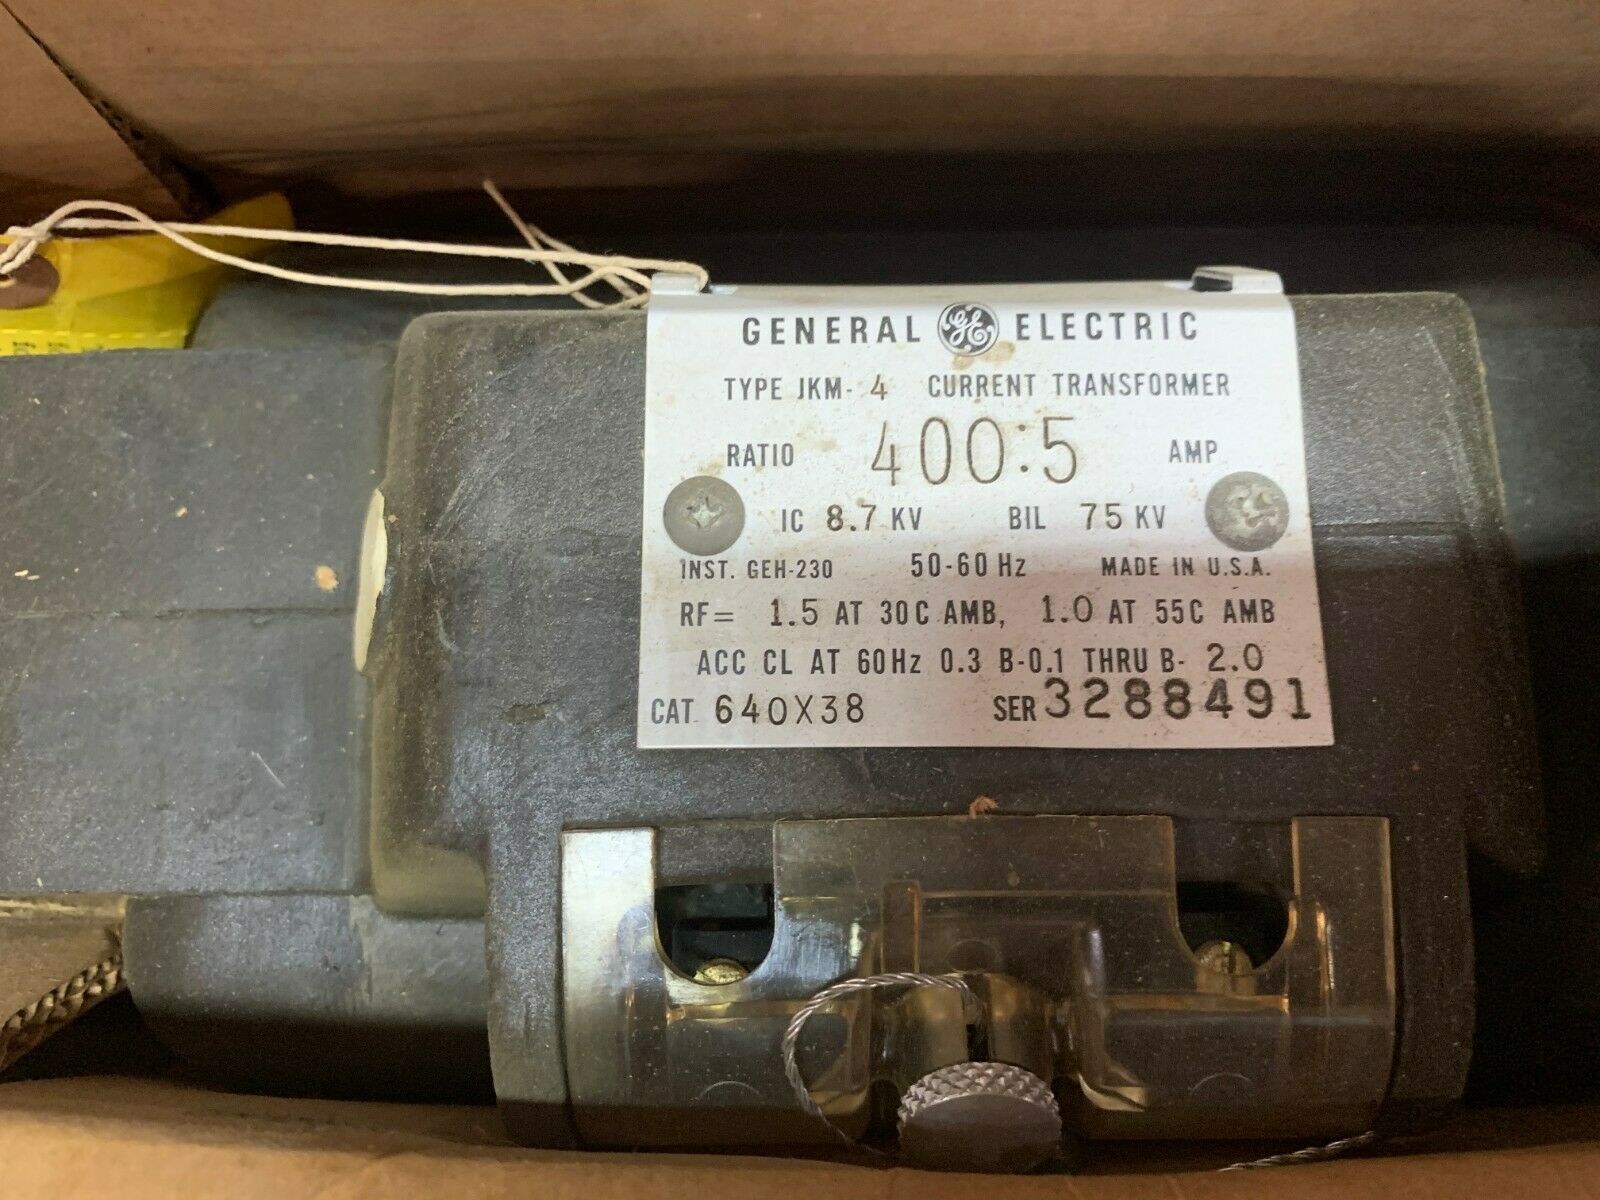 GENERAL GE ELECTRIC
TYPE JKM- 4 CURRENT TRANSFORMER
RATIO 400:5 AMP
IC 8.7 KV BIL 75 KV
INST. GEH-230 50-60 Hz MADE IN U.S.A.
RF= 1.5 AT 30C AMB, 1.0 AT 55C AMB
ACC CL AT 60Hz 0.3 B-0.1 THRU B- 2.0
CAT 640X38 SER 3288491